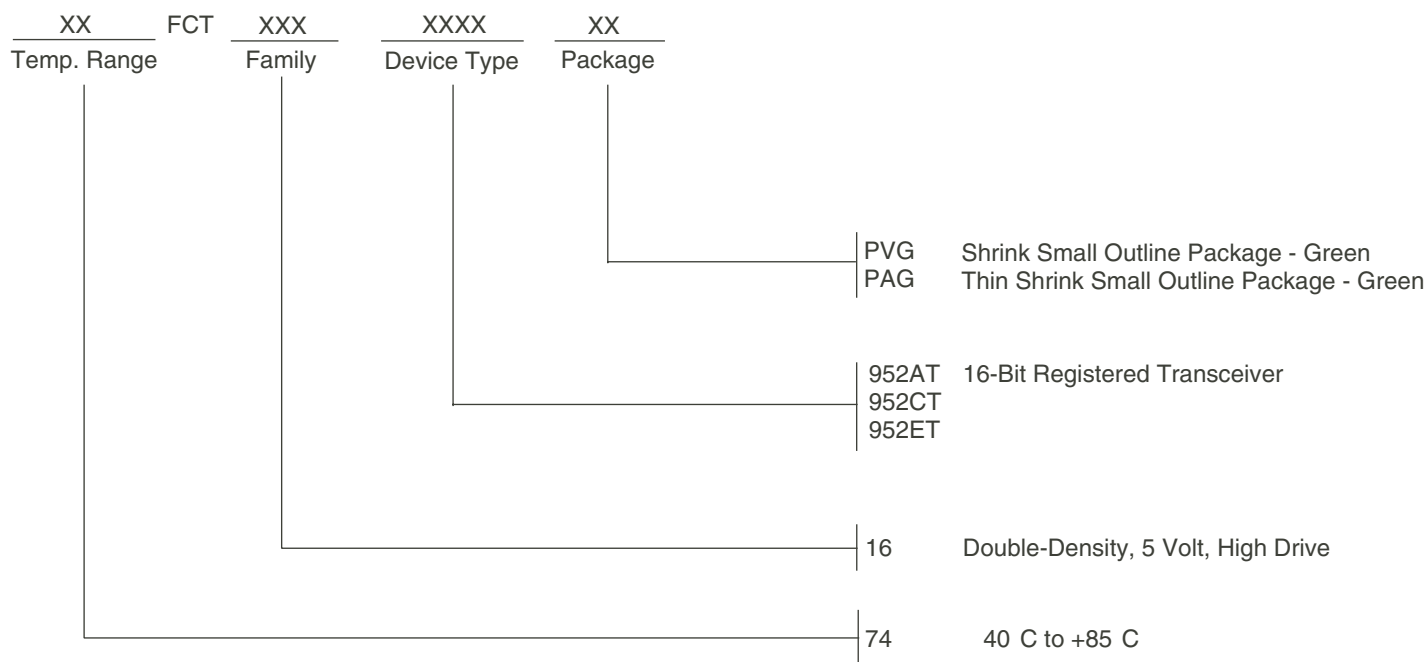 XX FCT XXX XXXX XX
Temp. Range Family Device Type Package
PVG Shrink Small Outline Package - Green
PAG Thin Shrink Small Outline Package - Green
952AT 16-Bit Registered Transceiver
952CT
952ET
16 Double-Density, 5 Volt, High Drive
74 40 C to +85 C